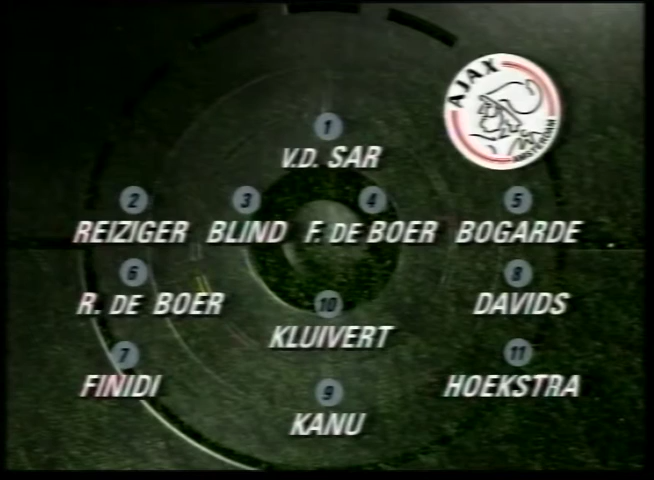 AJAX
AMSTERDAM
1
V.D. SAR
2 3 4 5
REIZIGER BLIND F. DE BOER BOGARDE
6 10 8
R. DE BOER KLUIVERT DAVIDS
7 9 11
FINIDI KANU HOEKSTRA